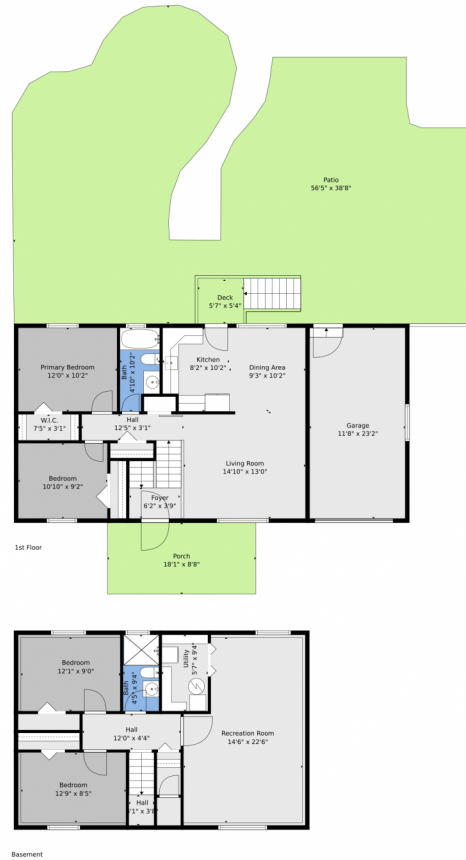 Patio
56'5" x 38'8"
Deck
5'7" x 5'4"
Primary Bedroom
12'0" x 10'2"
Bath
4'10" x 10'2"
Kitchen
8'2" x 10'2"
Dining Area
9'3" x 10'2"
W.I.C.
7'5" x 3'1"
Hall
12'5" x 3'1"
Garage
11'8" x 23'2"
Bedroom
10'10" x 9'2"
Living Room
14'10" x 13'0"
Foyer
6'2" x 3'9"
1st Floor
Porch
18'1" x 8'8"
Bedroom
12'1" x 9'0"
Bath
4'5" x 9'4"
Utility
5'7" x 9'4"
Hall
12'0" x 4'4"
Recreation Room
14'6" x 22'6"
Bedroom
12'9" x 8'5"
Hall
Basement